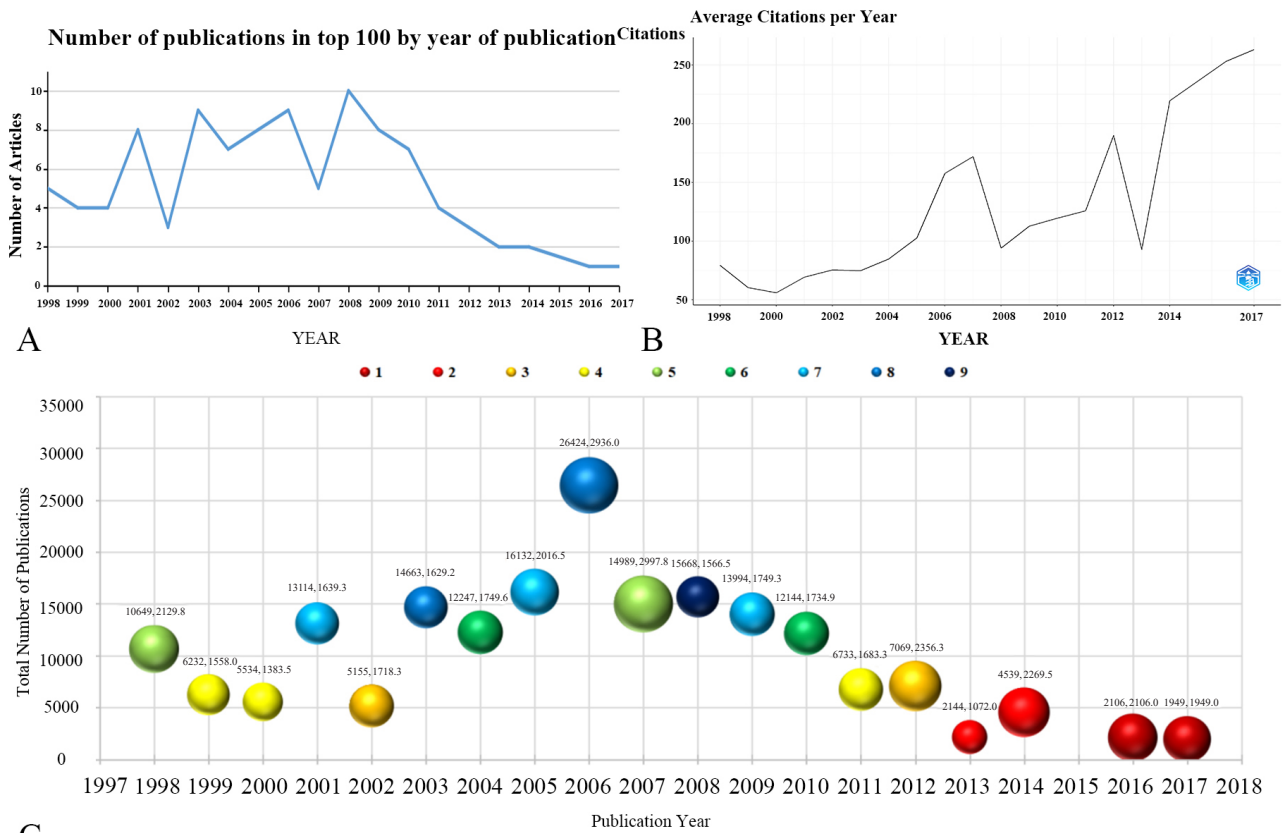 Number of publications in top 100 by year of publication
Number of Articles
10
8
6
4
2
0
1998 1999 2000 2001 2002 2003 2004 2005 2006 2007 2008 2009 2010 2011 2012 2013 2014 2015 2016 2017
YEAR
A
Average Citations per Year
Citations
250
200
150
100
50
1998 2000 2002 2004 2006 2008 2010 2012 2014 2017
YEAR
B
1 2 3 4 5 6 7 8 9
Total Number of Publications
35000
30000
25000
20000
15000
10000
5000
0
10649, 2129.8
6232, 1558.0
5534, 1383.5
13114, 1639.3
5155, 1718.3
14663, 1629.2
12247, 1749.6
16132, 2016.5
26424, 2936.0
14989, 2997.8
15668, 1566.5
13994, 1749.3
12144, 1734.9
6733, 1683.3
7069, 2356.3
2144, 1072.0
4539, 2269.5
2106, 2106.0
1949, 1949.0
1997 1998 1999 2000 2001 2002 2003 2004 2005 2006 2007 2008 2009 2010 2011 2012 2013 2014 2015 2016 2017 2018
Publication Year